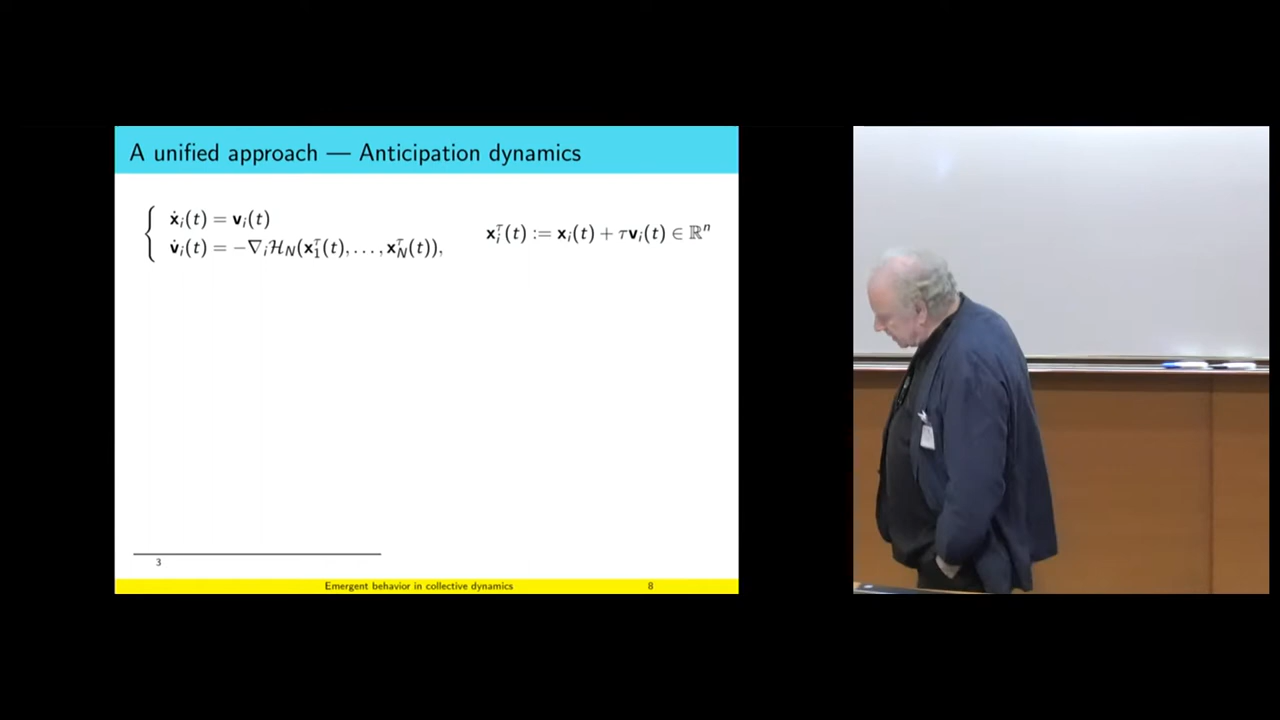 A unified approach — Anticipation dynamics
ẋᵢ(t) = vᵢ(t)
v̇ᵢ(t) = −∇ᵢℋ_N(x₁^τ(t), . . . , x_N^τ(t)),
xᵢ^τ(t) := xᵢ(t) + τvᵢ(t) ∈ ℝⁿ
3
Emergent behavior in collective dynamics 8